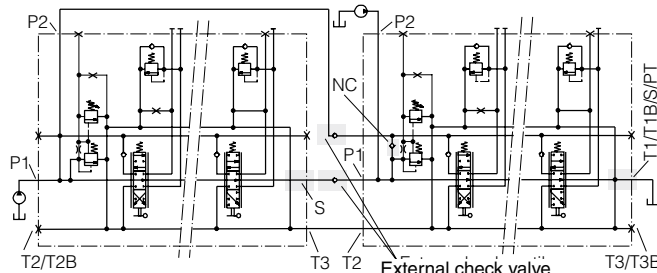 P2
P2
NC
T1/T1B/S/PT
P1
P1
S
T2/T2B
T3
T2
T3/T3B
External check valve